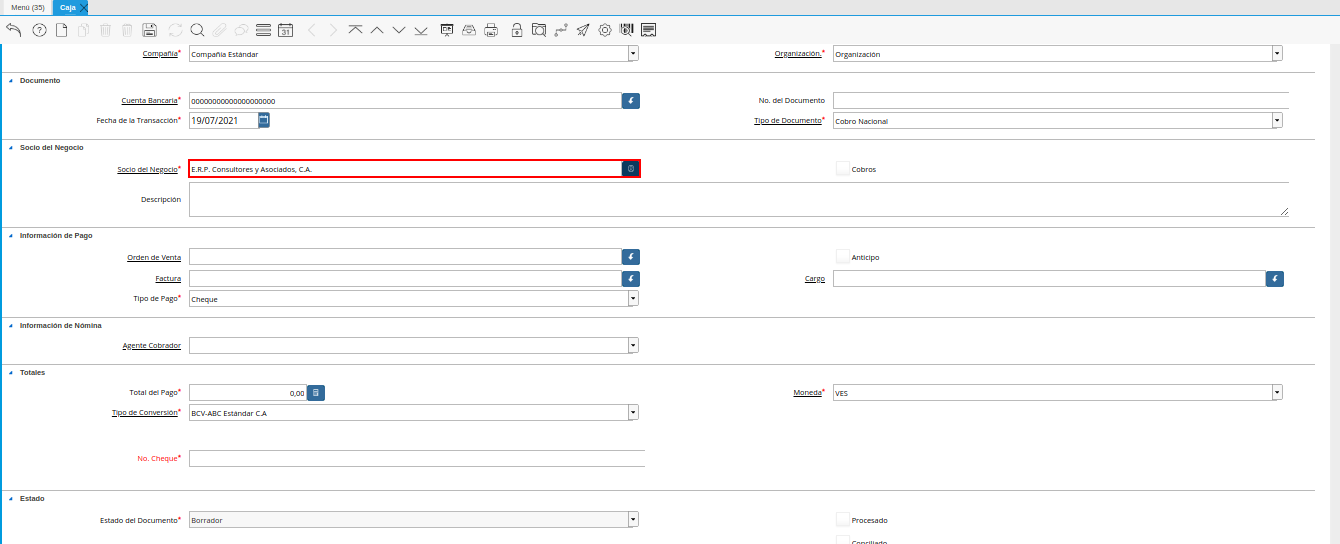 Menú (35) Caja
Compañía* Compañia Estándar Organización.* Organización
Documento
Cuenta Bancaria* 00000000000000000000 No. del Documento
Fecha de la Transacción* 19/07/2021 Tipo de Documento* Cobro Nacional
Socio del Negocio
Socio del Negocio* E.R.P. Consultores y Asociados, C.A. Cobros
Descripción
Información de Pago
Orden de Venta Anticipo
Factura Cargo
Tipo de Pago* Cheque
Información de Nómina
Agente Cobrador
Totales
Total del Pago* 0,00 Moneda* VES
Tipo de Conversión* BCV-ABC Estándar C.A
No. Cheque*
Estado
Estado del Documento* Borrador Procesado
Conciliado